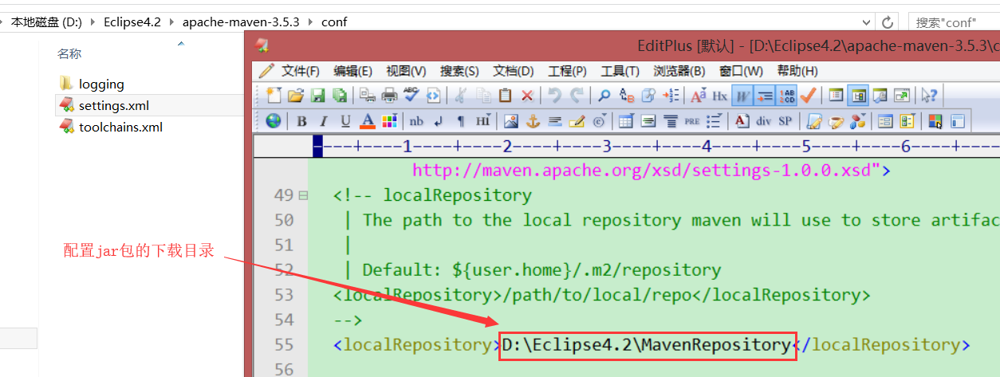 本地磁盘 (D:) Eclipse4.2 apache-maven-3.5.3 conf
搜索"conf"
名称
logging
settings.xml
toolchains.xml
EditPlus [默认] - [D:\Eclipse4.2\apache-maven-3.5.3\c
文件(F) 编辑(E) 视图(V) 搜索(S) 文档(D) 工程(P) 工具(T) 浏览器(B) 窗口(W) 帮助(H)
ABC Hx W
B I U A nb ¶ HI PRE A div SP
----+----1----+----2----+----3----+----4----+----5----+----6----+----
http://maven.apache.org/xsd/settings-1.0.0.xsd">
49 <!-- localRepository
50 | The path to the local repository maven will use to store artifac
51 |
52 | Default: ${user.home}/.m2/repository
53 <localRepository>/path/to/local/repo</localRepository>
54 -->
55 <localRepository>D:\Eclipse4.2\MavenRepository</localRepository>
56
配置jar包的下载目录